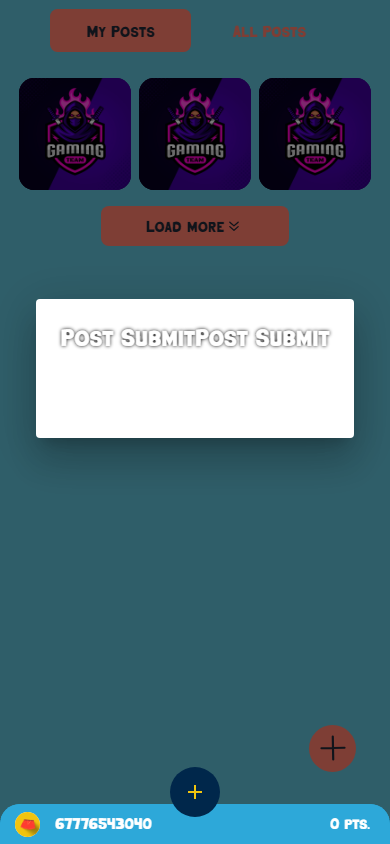 My Posts
All Posts
GAMING
TEAM
GAMING
TEAM
GAMING
TEAM
Load more
Post SubmitPost Submit
67776543040
0 pts.